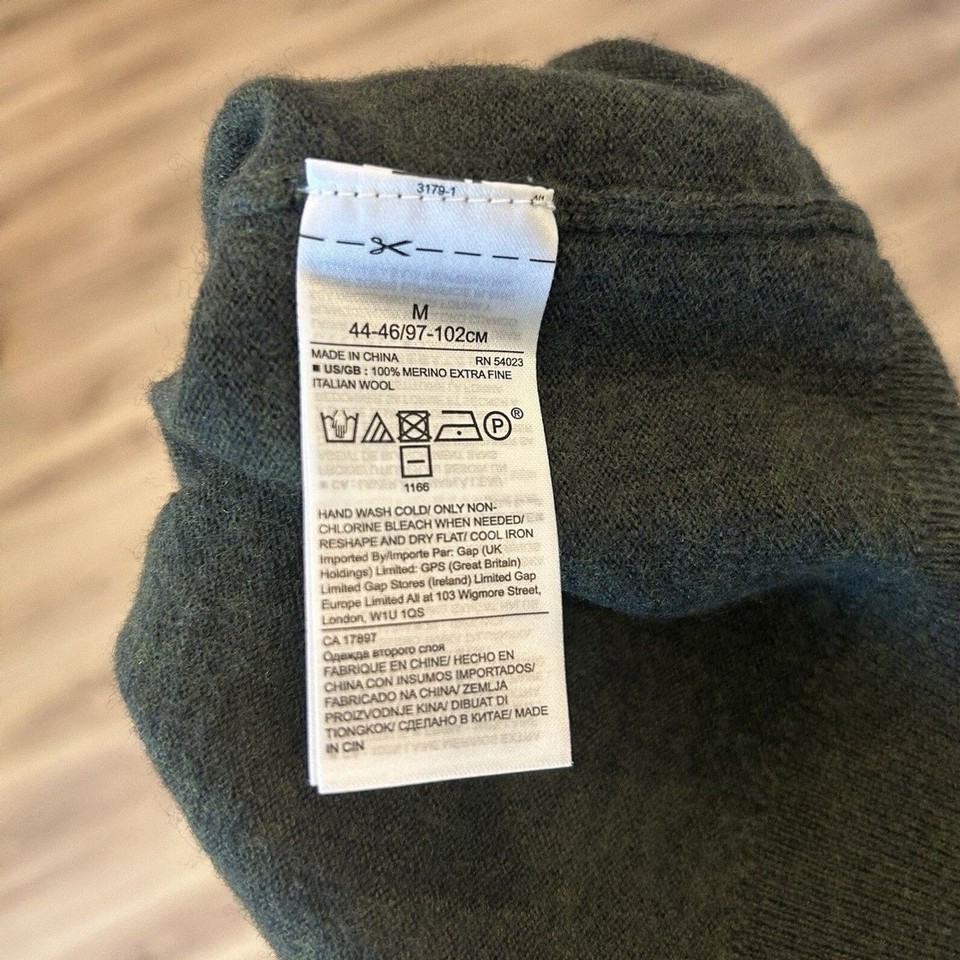 3179-1
M
44-46/97-102см
MADE IN CHINA RN 54023
■ US/GB : 100% MERINO EXTRAFINE
ITALIAN WOOL
P®
1166
HAND WASH COLD/ ONLY NON-
CHLORINE BLEACH WHEN NEEDED/
RESHAPE AND DRY FLAT/ COOL IRON
Imported By/Importe Par: Gap (UK
Holdings) Limited: GPS (Great Britain)
Limited Gap Stores (Ireland) Limited Gap
Europe Limited All at 103 Wigmore Street,
London, W1U 1QS
CA 17897
Одежда второго слоя
FABRIQUE EN CHINE/ HECHO EN
CHINA CON INSUMOS IMPORTADOS/
FABRICADO NA CHINA/ ZEMLJA
PROIZVODNJE KINA/ DIBUAT DI
TIONGKOK/ СДЕЛАНО В КИТАЕ/ MADE
IN CIN